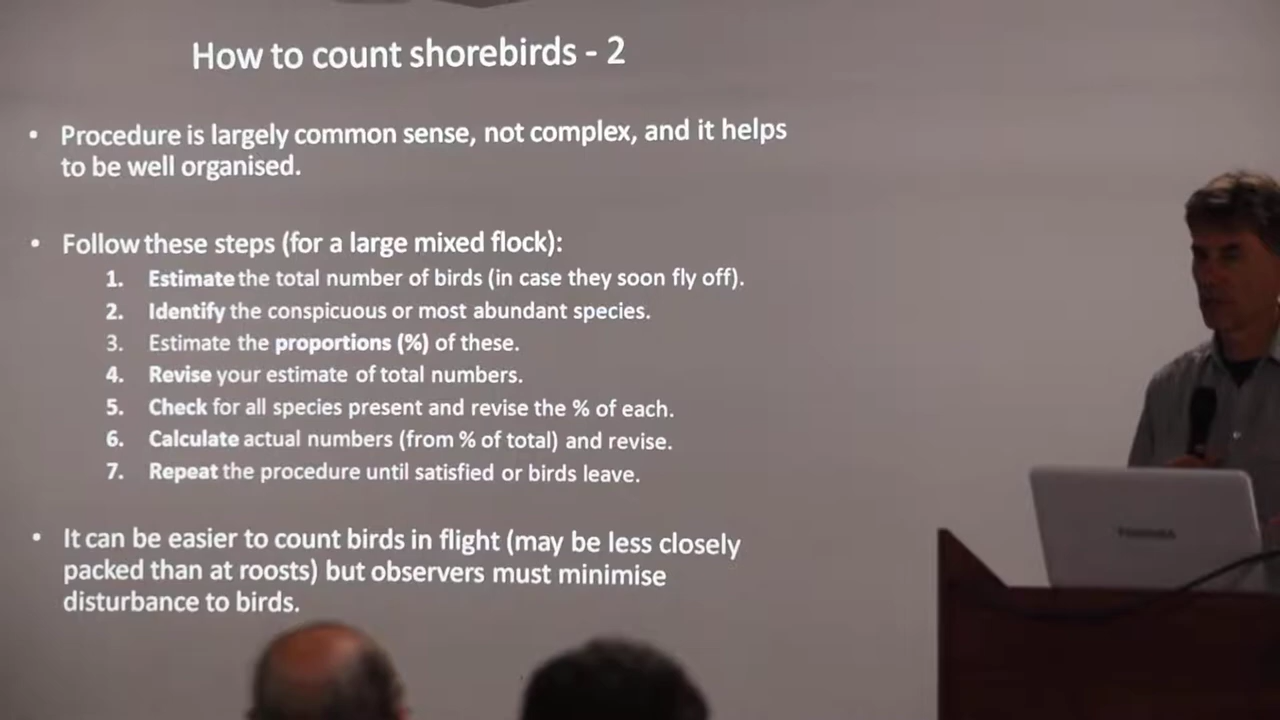 How to count shorebirds - 2
• Procedure is largely common sense, not complex, and it helps
to be well organised.
• Follow these steps (for a large mixed flock):
1. Estimate the total number of birds (in case they soon fly off).
2. Identify the conspicuous or most abundant species.
3. Estimate the proportions (%) of these.
4. Revise your estimate of total numbers.
5. Check for all species present and revise the % of each.
6. Calculate actual numbers (from % of total) and revise.
7. Repeat the procedure until satisfied or birds leave.
• It can be easier to count birds in flight (may be less closely
packed than at roosts) but observers must minimise
disturbance to birds.
TOSHIBA